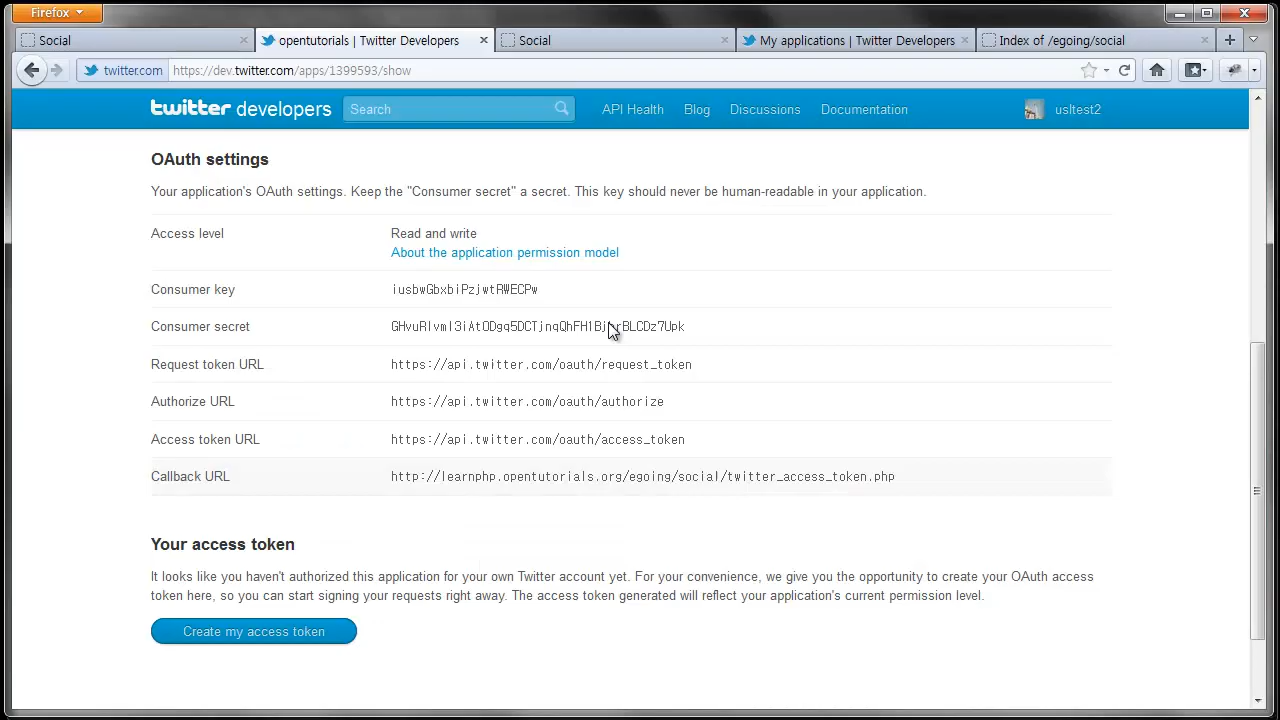 Firefox
Social
opentutorials | Twitter Developers
Social
My applications | Twitter Developers
Index of /egoing/social
twitter.com
https://dev.twitter.com/apps/1399593/show
twitter developers
Search
API Health
Blog
Discussions
Documentation
usltest2
OAuth settings
Your application's OAuth settings. Keep the "Consumer secret" a secret. This key should never be human-readable in your application.
Access level
Read and write
About the application permission model
Consumer key
iusbwGbxbiPzjwtRWECPw
Consumer secret
Request token URL
https://api.twitter.com/oauth/request_token
Authorize URL
https://api.twitter.com/oauth/authorize
Access token URL
https://api.twitter.com/oauth/access_token
Callback URL
http://learnphp.opentutorials.org/egoing/social/twitter_access_token.php
Your access token
It looks like you haven't authorized this application for your own Twitter account yet. For your convenience, we give you the opportunity to create your OAuth access
token here, so you can start signing your requests right away. The access token generated will reflect your application's current permission level.
Create my access token